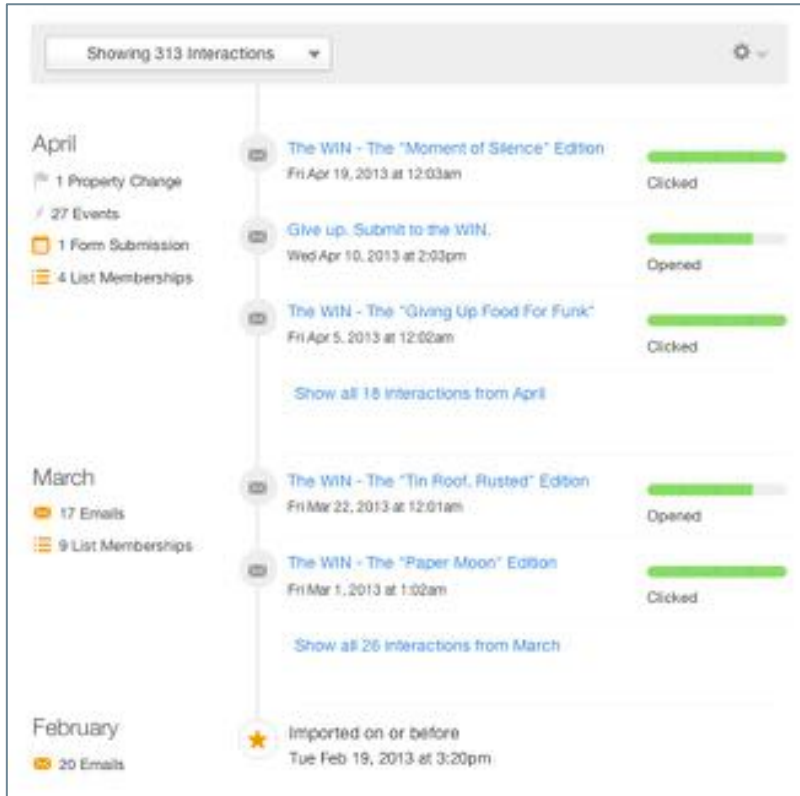 Showing 313 Interactions
April
1 Property Change
27 Events
1 Form Submission
4 List Memberships
The WIN - The "Moment of Silence" Edition
Fri Apr 19, 2013 at 12:03am
Clicked
Give up. Submit to the WIN.
Wed Apr 10, 2013 at 2:03pm
Opened
The WIN - The "Giving Up Food For Funk"
Fri Apr 5, 2013 at 12:02am
Clicked
Show all 18 interactions from April
March
17 Emails
9 List Memberships
The WIN - The "Tin Roof, Rusted" Edition
Fri Mar 22, 2013 at 12:01am
Opened
The WIN - The "Paper Moon" Edition
Fri Mar 1, 2013 at 1:02am
Clicked
Show all 26 interactions from March
February
20 Emails
Imported on or before
Tue Feb 19, 2013 at 3:20pm